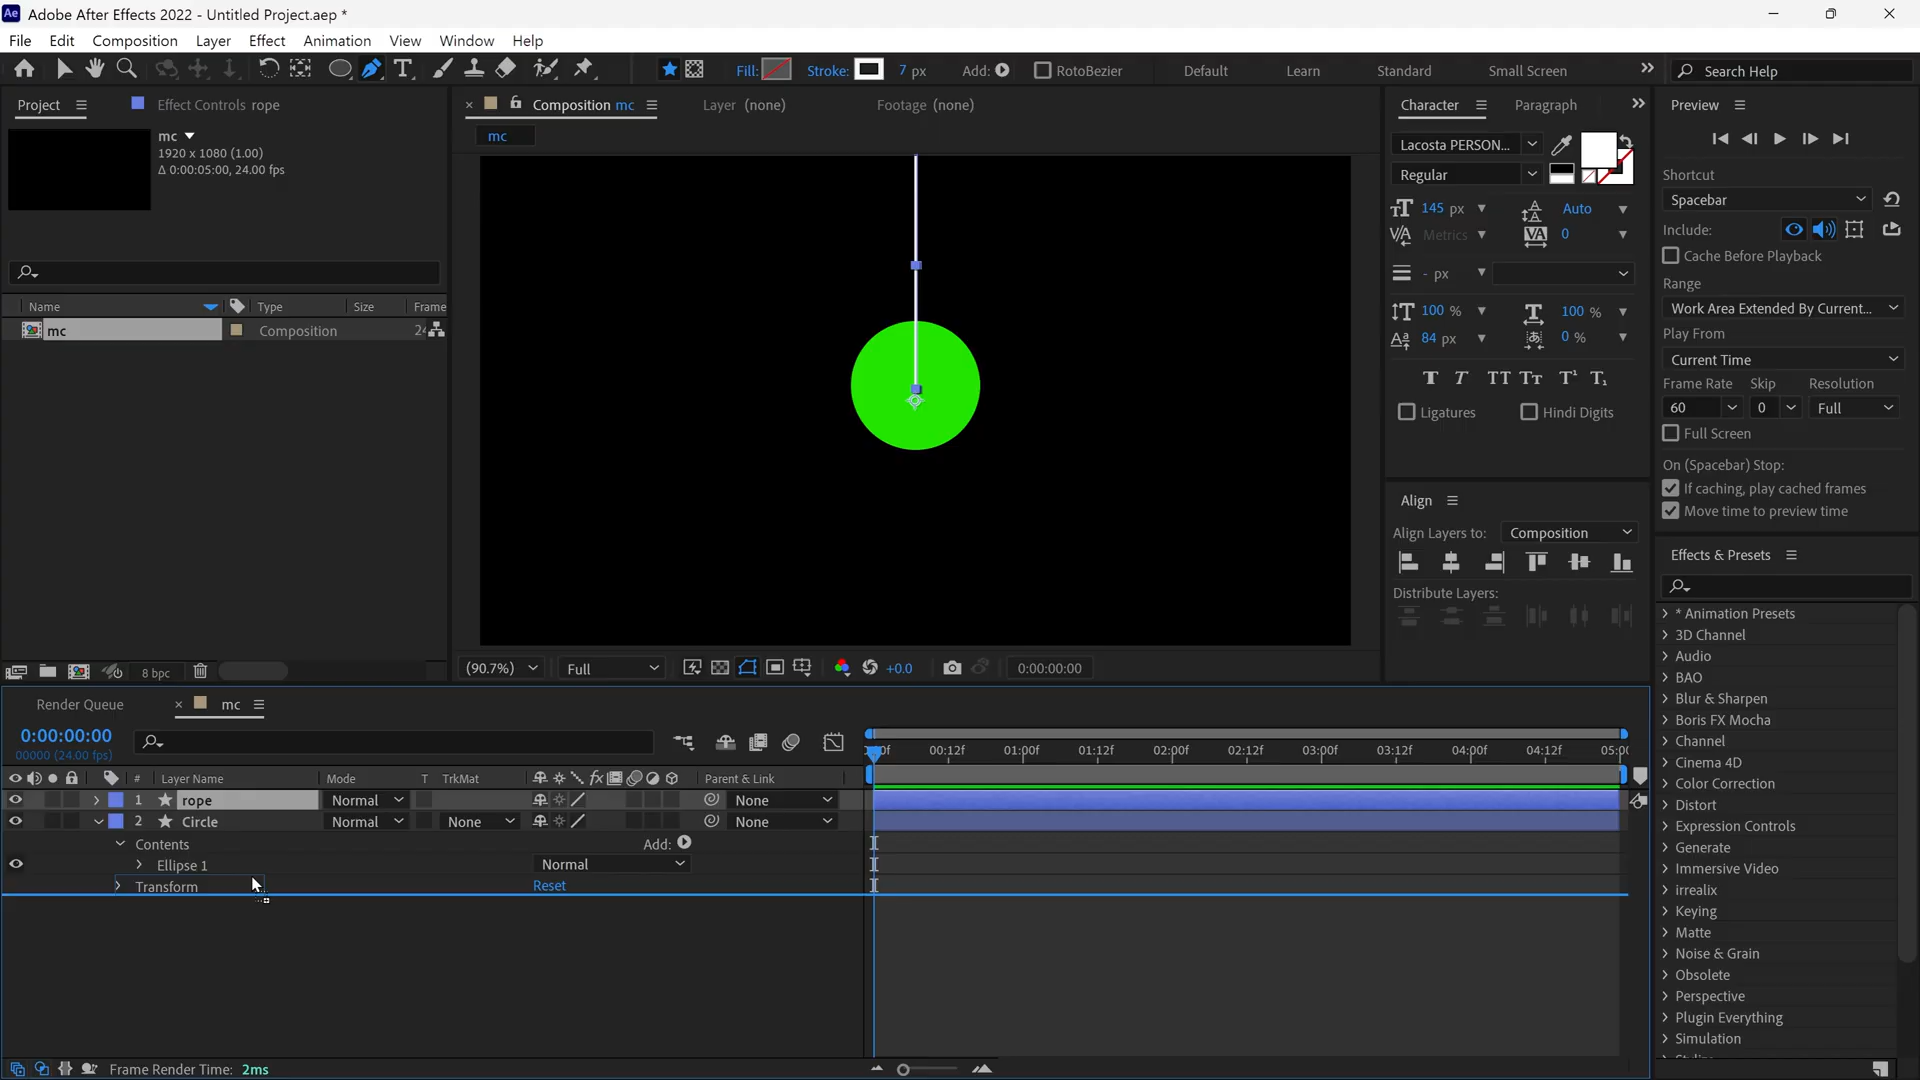 Ae Adobe After Effects 2022 - Untitled Project.aep *
File Edit Composition Layer Effect Animation View Window Help
Fill: Stroke: 7 px Add: RotoBezier Default Learn Standard Small Screen Search Help
Project Effect Controls rope
mc
1920 x 1080 (1.00)
Δ 0:00:05:00, 24.00 fps
Name Type Size Frame
mc Composition
8 bpc
Composition mc Layer (none) Footage (none)
mc
(90.7%) Full +0.0 0:00:00:00
Character Paragraph
Lacosta PERSON...
Regular
145 px Auto
Metrics 0
- px
100 % 100 %
84 px 0 %
T T TT Tт T¹ T₁
Ligatures Hindi Digits
Align
Align Layers to: Composition
Distribute Layers:
Preview
Shortcut
Spacebar
Include:
Cache Before Playback
Range
Work Area Extended By Current...
Play From
Current Time
Frame Rate Skip Resolution
60 0 Full
Full Screen
On (Spacebar) Stop:
If caching, play cached frames
Move time to preview time
Effects & Presets
* Animation Presets
3D Channel
Audio
BAO
Blur & Sharpen
Boris FX Mocha
Channel
Cinema 4D
Color Correction
Distort
Expression Controls
Generate
Immersive Video
irrealix
Keying
Matte
Noise & Grain
Obsolete
Perspective
Plugin Everything
Simulation
Render Queue mc
0:00:00:00
00000 (24.00 fps)
00:12f 01:00f 01:12f 02:00f 02:12f 03:00f 03:12f 04:00f 04:12f
# Layer Name Mode T TrkMat fx Parent & Link
1 rope Normal None
2 Circle Normal None None
Contents Add:
Ellipse 1 Normal
Transform Reset
Frame Render Time: 2ms